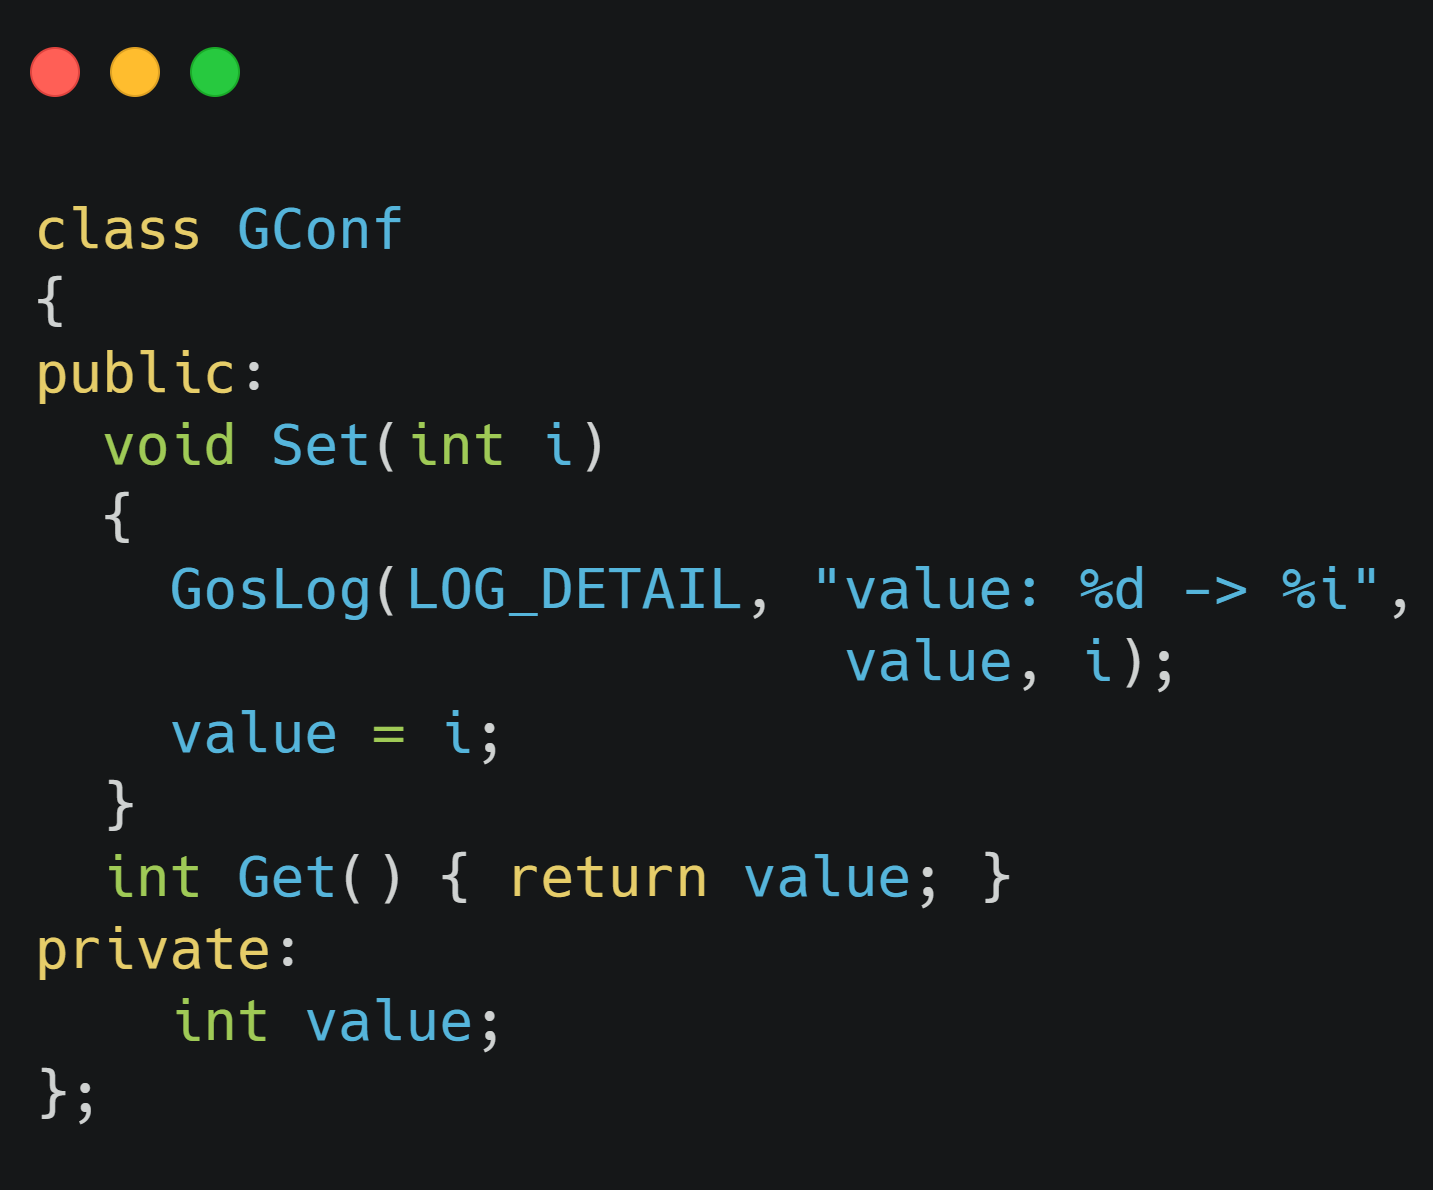 class GConf
{
public:
  void Set(int i)
  {
    GosLog(LOG_DETAIL, "value: %d -> %i",
                        value, i);
    value = i;
  }
  int Get() { return value; }
private:
    int value;
};